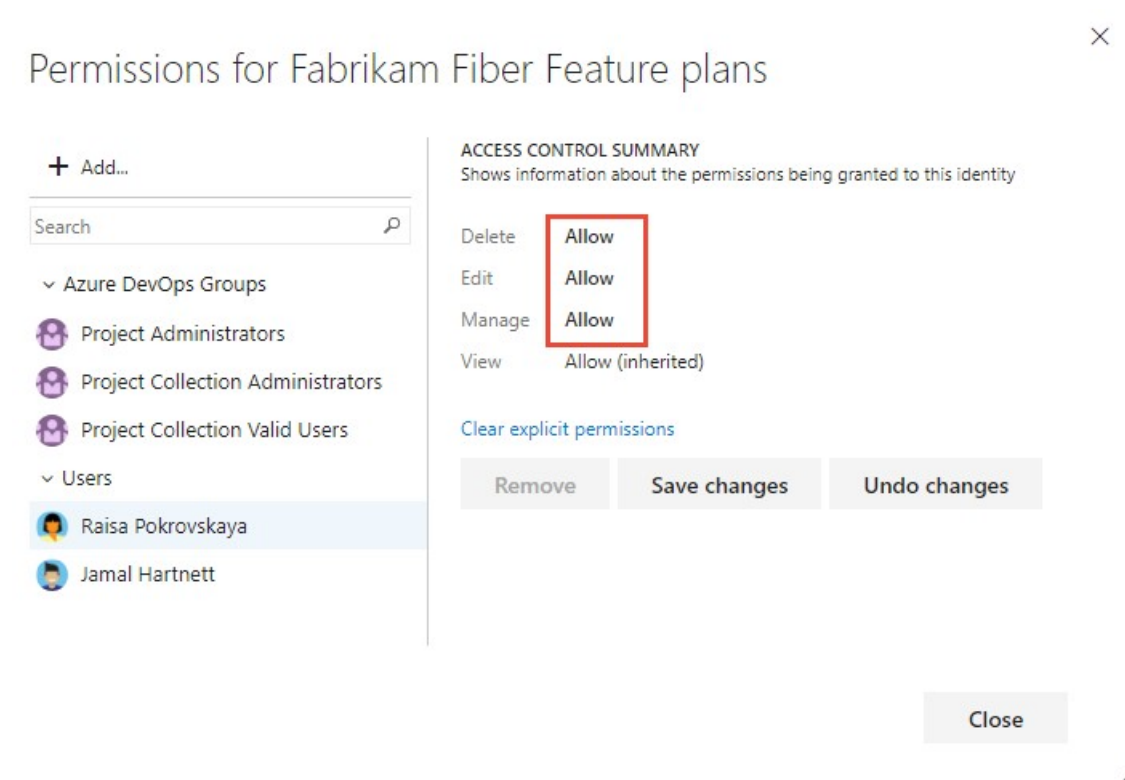 Permissions for Fabrikam Fiber Feature plans
+ Add...
Search
Azure DevOps Groups
Project Administrators
Project Collection Administrators
Project Collection Valid Users
Users
Raisa Pokrovskaya
Jamal Hartnett
ACCESS CONTROL SUMMARY
Shows information about the permissions being granted to this identity
Delete Allow
Edit Allow
Manage Allow
View Allow (inherited)
Clear explicit permissions
Remove Save changes Undo changes
Close